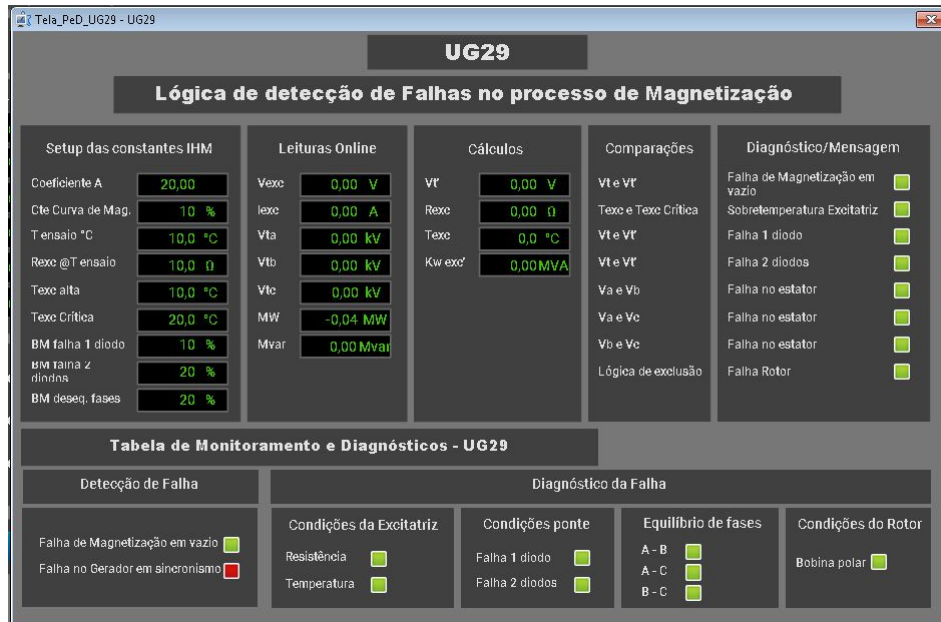 Tela_PeD_UG29 - UG29
UG29
Lógica de detecção de Falhas no processo de Magnetização
Setup das constantes IHM
Coeficiente A 20,00
Cte Curva de Mag. 10 %
T ensaio °C 10,0 °C
Rexc @T ensaio 10,0 Ω
Texc alta 10,0 °C
Texc Crítica 20,0 °C
BM falha 1 diodo 10 %
BM falha 2
diodos 20 %
BM deseq. fases 20 %
Leituras Online
Vexc 0,00 V
Iexc 0,00 A
Vta 0,00 kV
Vtb 0,00 kV
Vtc 0,00 kV
MW -0,04 MW
Mvar 0,00 Mvar
Cálculos
Vt' 0,00 V
Rexc 0,00 Ω
Texc 0,0 °C
Kw exc' 0,00 MVA
Comparações
Vt e Vt'
Texc e Texc Crítica
Vt e Vt'
Vt e Vt'
Va e Vb
Va e Vc
Vb e Vc
Lógica de exclusão
Diagnóstico/Mensagem
Falha de Magnetização em
vazio
Sobretemperatura Excitatriz
Falha 1 diodo
Falha 2 diodos
Falha no estator
Falha no estator
Falha no estator
Falha Rotor
Tabela de Monitoramento e Diagnósticos - UG29
Detecção de Falha
Falha de Magnetização em vazio
Falha no Gerador em sincronismo
Diagnóstico da Falha
Condições da Excitatriz
Resistência
Temperatura
Condições ponte
Falha 1 diodo
Falha 2 diodos
Equilíbrio de fases
A - B
A - C
B - C
Condições do Rotor
Bobina polar